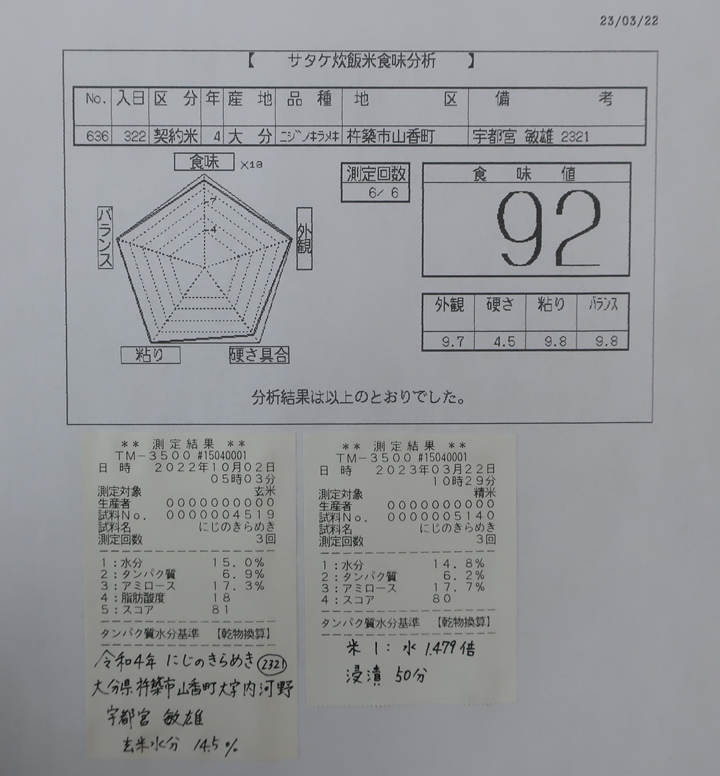 23/03/22
【 サタケ炊飯米食味分析 】
No. 入日 区分 年 産地 品種 地区 備考
636 322 契約米 4 大分 ニジノキラメキ 杵築市山香町 宇都宮 敏雄 2321
食味 ×10
7
4
バランス
外観
粘り
硬さ具合
測定回数
6/ 6
食味値
92
外観 硬さ 粘り バランス
9.7 4.5 9.8 9.8
分析結果は以上のとおりでした。
** 測定結果 **
TM-3500 #15040001
日時 2022年10月02日
05時03分
測定対象 玄米
生産者 0000000000
試料No. 0000004519
試料名 にじのきらめき
測定回数 3回
1:水分 15.0%
2:タンパク質 6.9%
3:アミロース 17.3%
4:脂肪酸度 18
5:スコア 81
タンパク質水分基準 【乾物換算】
令和4年 にじのきらめき 2321
大分県杵築市山香町大字内河野
宇都宮 敏雄
玄米水分 14.5%
** 測定結果 **
TM-3500 #15040001
日時 2023年03月22日
10時29分
測定対象 精米
生産者 0000000000
試料No. 0000005140
試料名 にじのきらめき
測定回数 3回
1:水分 14.8%
2:タンパク質 6.2%
3:アミロース 17.7%
4:スコア 80
タンパク質水分基準 【乾物換算】
米1:水1.479倍
浸漬 50分